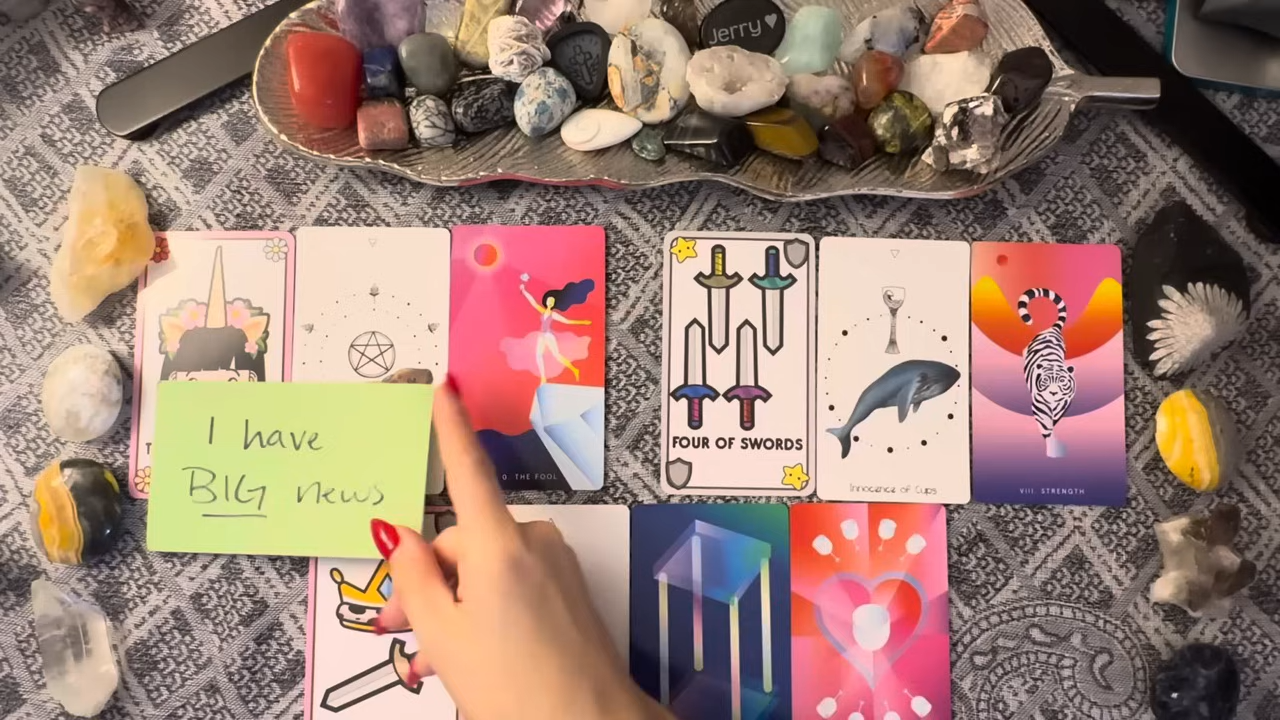 Jerry
0 THE FOOL
FOUR OF SWORDS
Innocence of Cups
VIII. STRENGTH
I have
BIG news